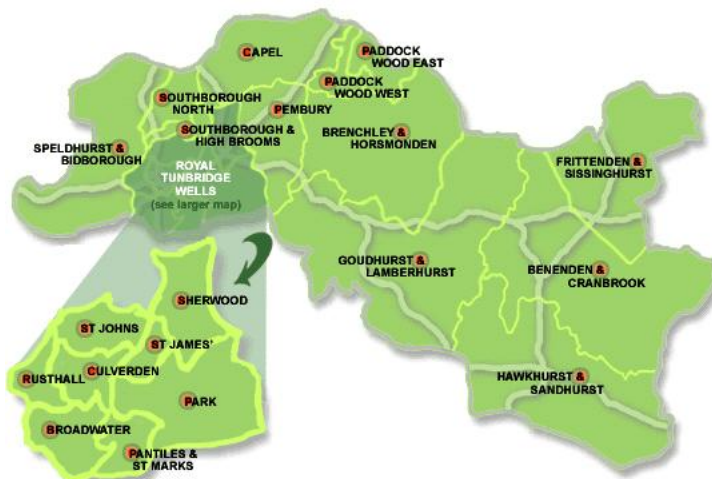 CAPEL
PADDOCK
WOOD EAST
PADDOCK
WOOD WEST
SOUTHBOROUGH
NORTH
PEMBURY
SOUTHBOROUGH &
HIGH BROOMS
BRENCHLEY &
HORSMONDEN
SPELDHURST &
BIDBOROUGH
FRITTENDEN &
SISSINGHURST
ROYAL
TUNBRIDGE
WELLS
(see larger map)
GOUDHURST &
LAMBERHURST
BENENDEN &
CRANBROOK
SHERWOOD
ST JOHNS
ST JAMES'
CULVERDEN
RUSTHALL
HAWKHURST &
SANDHURST
PARK
BROADWATER
PANTILES &
ST MARKS